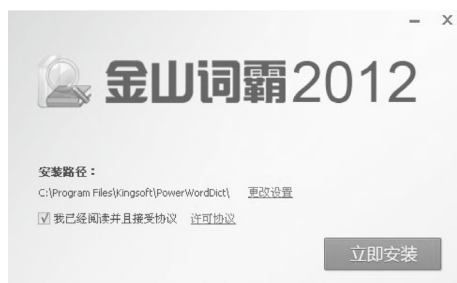 金山词霸2012
安装路径：
C:\Program Files\Kingsoft\PowerWordDict\ 更改设置
我已经阅读并且接受协议 许可协议
立即安装